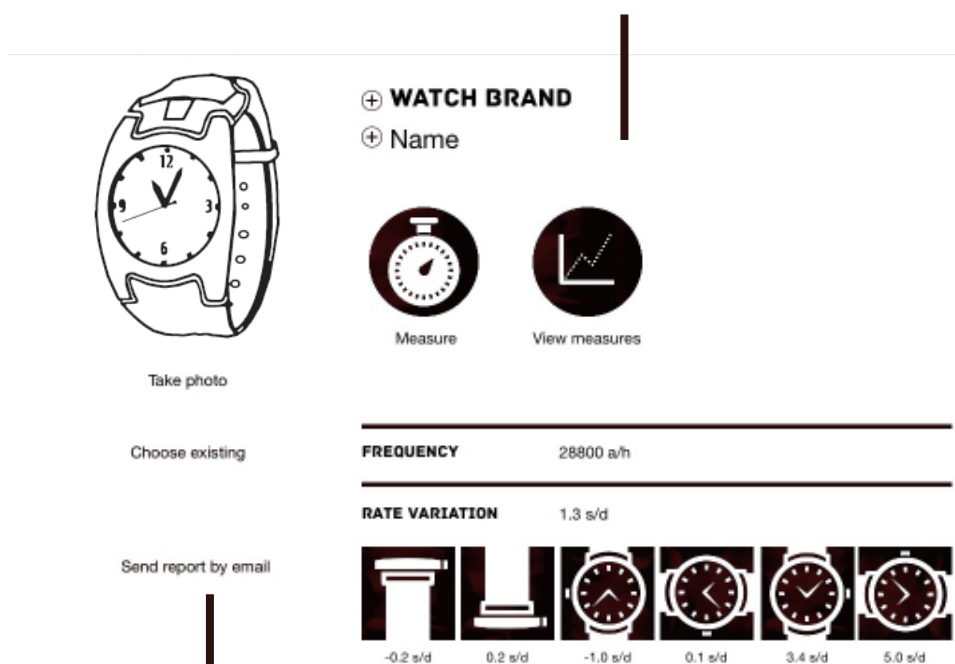 WATCH BRAND
Name
12
9
3
6
Measure
View measures
Take photo
Choose existing
Send report by email
FREQUENCY
28800 a/h
RATE VARIATION
1.3 s/d
-0.2 s/d
0.2 s/d
-1.0 s/d
0.1 s/d
3.4 s/d
5.0 s/d